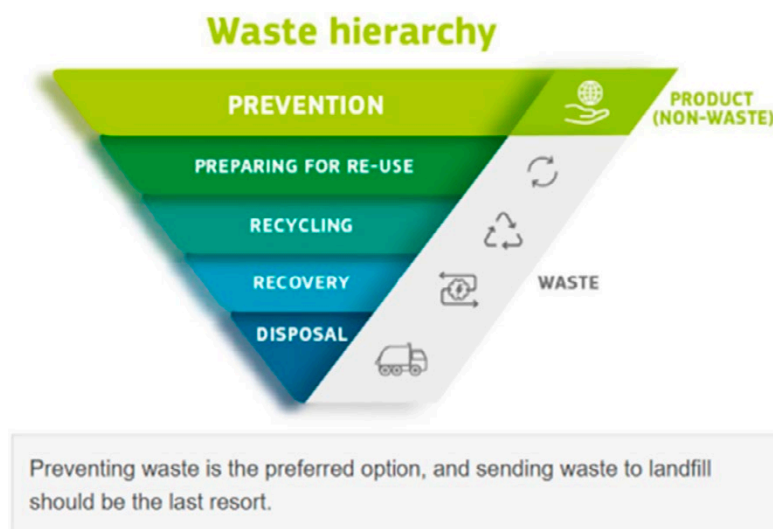 Waste hierarchy
PREVENTION
PRODUCT
(NON-WASTE)
PREPARING FOR RE-USE
RECYCLING
RECOVERY
WASTE
DISPOSAL
Preventing waste is the preferred option, and sending waste to landfill
should be the last resort.